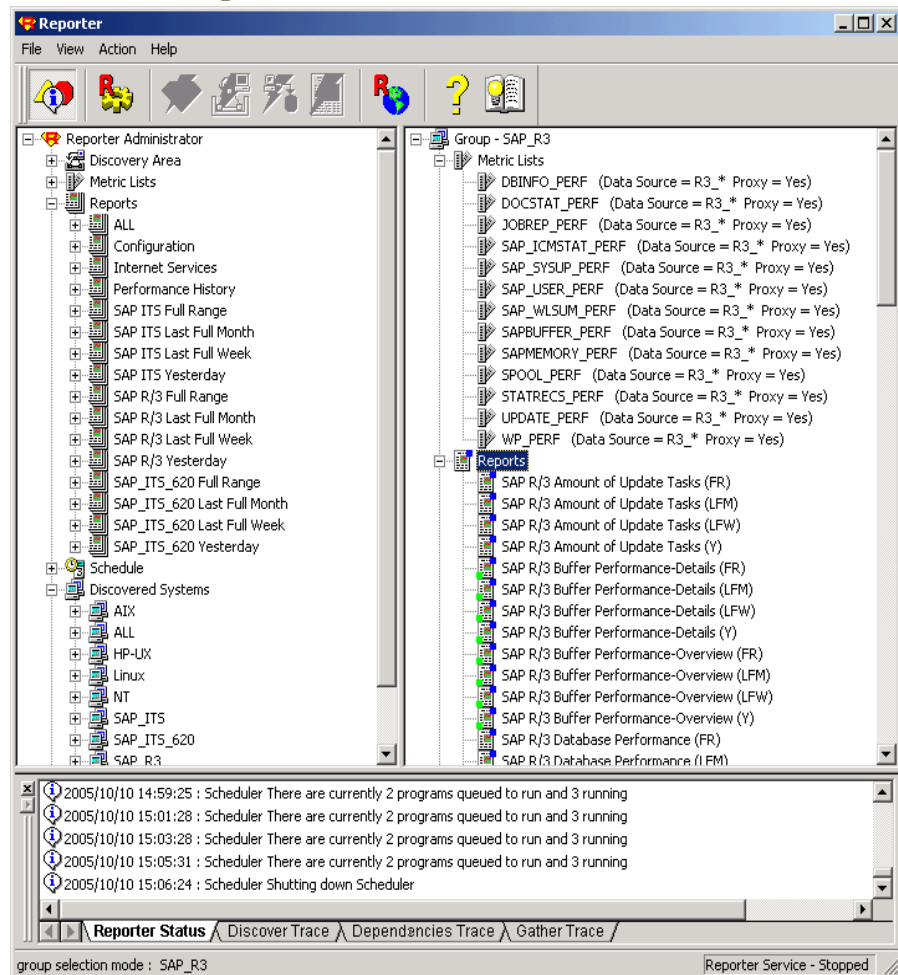 Reporter
File View Action Help
Reporter Administrator
Discovery Area
Metric Lists
Reports
ALL
Configuration
Internet Services
Performance History
SAP ITS Full Range
SAP ITS Last Full Month
SAP ITS Last Full Week
SAP ITS Yesterday
SAP R/3 Full Range
SAP R/3 Last Full Month
SAP R/3 Last Full Week
SAP R/3 Yesterday
SAP_ITS_620 Full Range
SAP_ITS_620 Last Full Month
SAP_ITS_620 Last Full Week
SAP_ITS_620 Yesterday
Schedule
Discovered Systems
AIX
ALL
HP-UX
Linux
NT
SAP_ITS
SAP_ITS_620
SAP_R3
Group - SAP_R3
Metric Lists
DBINFO_PERF (Data Source = R3_* Proxy = Yes)
DOCSTAT_PERF (Data Source = R3_* Proxy = Yes)
JOBREP_PERF (Data Source = R3_* Proxy = Yes)
SAP_ICMSTAT_PERF (Data Source = R3_* Proxy = Yes)
SAP_SYSUP_PERF (Data Source = R3_* Proxy = Yes)
SAP_USER_PERF (Data Source = R3_* Proxy = Yes)
SAP_WLSUM_PERF (Data Source = R3_* Proxy = Yes)
SAPBUFFER_PERF (Data Source = R3_* Proxy = Yes)
SAPMEMORY_PERF (Data Source = R3_* Proxy = Yes)
SPOOL_PERF (Data Source = R3_* Proxy = Yes)
STATRECS_PERF (Data Source = R3_* Proxy = Yes)
UPDATE_PERF (Data Source = R3_* Proxy = Yes)
WP_PERF (Data Source = R3_* Proxy = Yes)
Reports
SAP R/3 Amount of Update Tasks (FR)
SAP R/3 Amount of Update Tasks (LFM)
SAP R/3 Amount of Update Tasks (LFW)
SAP R/3 Amount of Update Tasks (Y)
SAP R/3 Buffer Performance-Details (FR)
SAP R/3 Buffer Performance-Details (LFM)
SAP R/3 Buffer Performance-Details (LFW)
SAP R/3 Buffer Performance-Details (Y)
SAP R/3 Buffer Performance-Overview (FR)
SAP R/3 Buffer Performance-Overview (LFM)
SAP R/3 Buffer Performance-Overview (LFW)
SAP R/3 Buffer Performance-Overview (Y)
SAP R/3 Database Performance (FR)
SAP R/3 Database Performance (LFM)
2005/10/10 14:59:25 : Scheduler There are currently 2 programs queued to run and 3 running
2005/10/10 15:01:28 : Scheduler There are currently 2 programs queued to run and 3 running
2005/10/10 15:03:28 : Scheduler There are currently 2 programs queued to run and 3 running
2005/10/10 15:05:31 : Scheduler There are currently 2 programs queued to run and 3 running
2005/10/10 15:06:24 : Scheduler Shutting down Scheduler
Reporter Status Discover Trace Dependencies Trace Gather Trace
group selection mode : SAP_R3 Reporter Service - Stopped